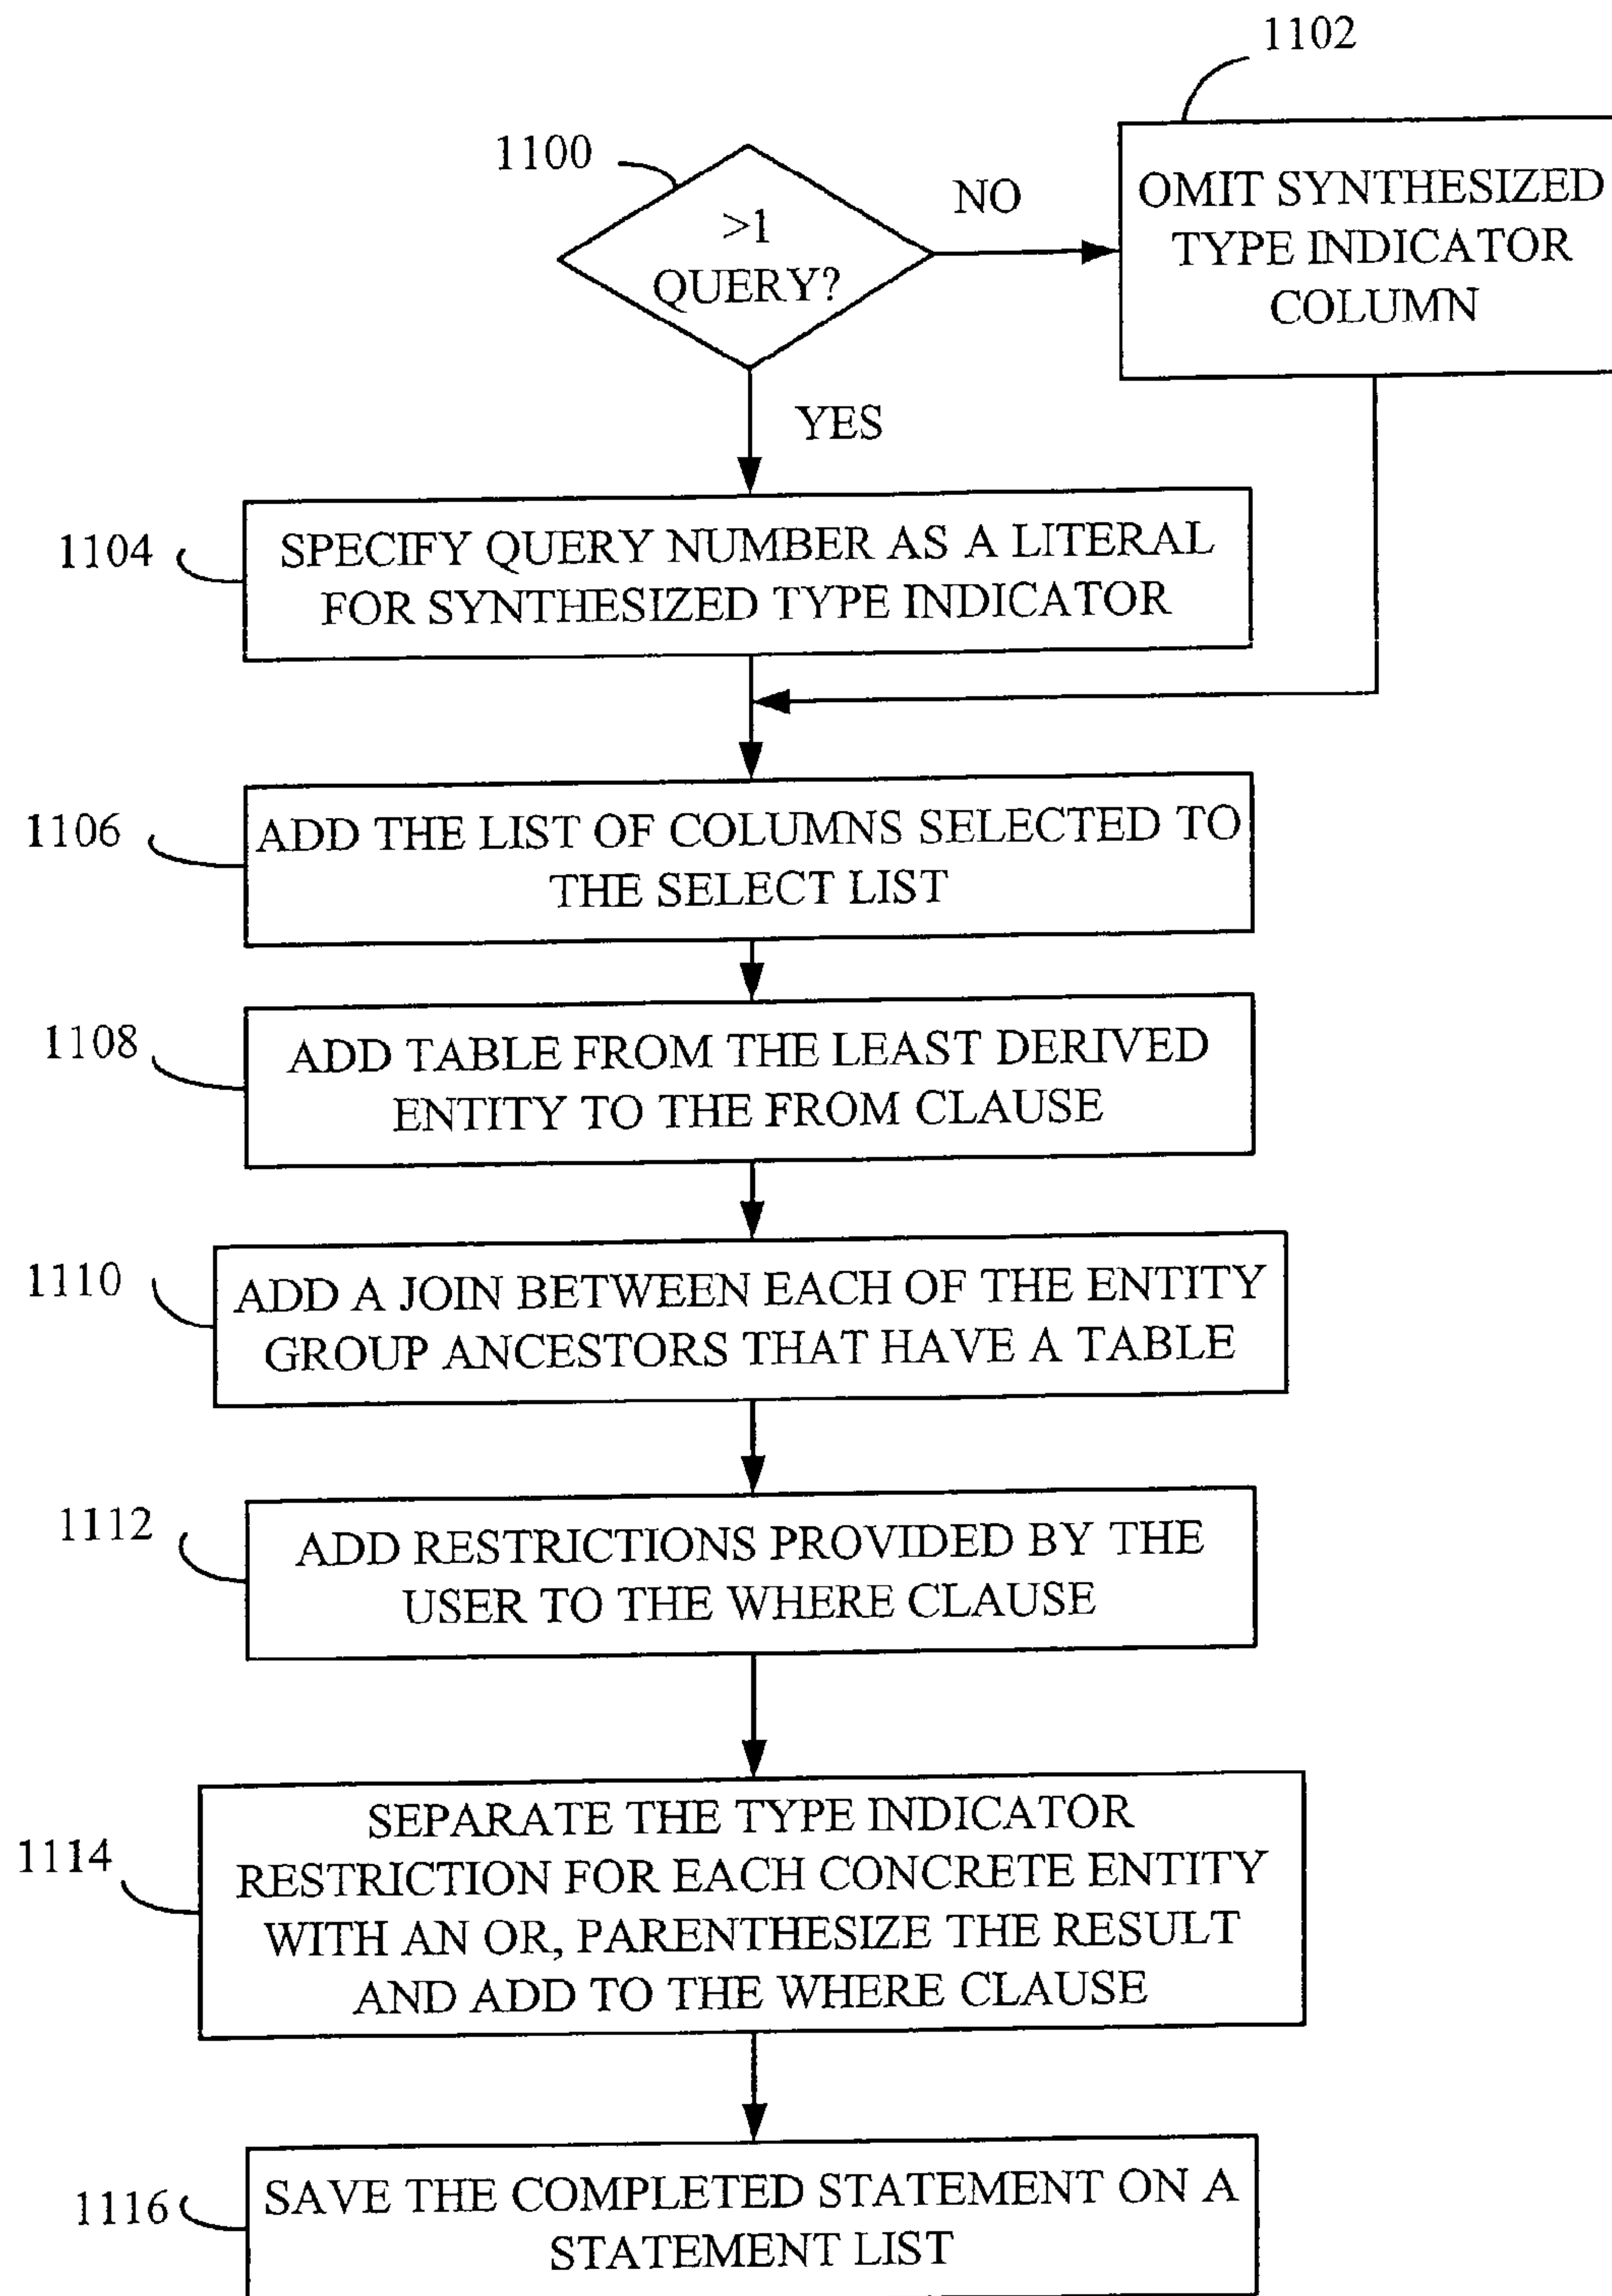 1102
1100
>1
QUERY?
NO
OMIT SYNTHESIZED
TYPE INDICATOR
COLUMN
YES
1104
SPECIFY QUERY NUMBER AS A LITERAL
FOR SYNTHESIZED TYPE INDICATOR
1106
ADD THE LIST OF COLUMNS SELECTED TO
THE SELECT LIST
1108
ADD TABLE FROM THE LEAST DERIVED
ENTITY TO THE FROM CLAUSE
1110
ADD A JOIN BETWEEN EACH OF THE ENTITY
GROUP ANCESTORS THAT HAVE A TABLE
1112
ADD RESTRICTIONS PROVIDED BY THE
USER TO THE WHERE CLAUSE
1114
SEPARATE THE TYPE INDICATOR
RESTRICTION FOR EACH CONCRETE ENTITY
WITH AN OR, PARENTHESIZE THE RESULT
AND ADD TO THE WHERE CLAUSE
1116
SAVE THE COMPLETED STATEMENT ON A
STATEMENT LIST